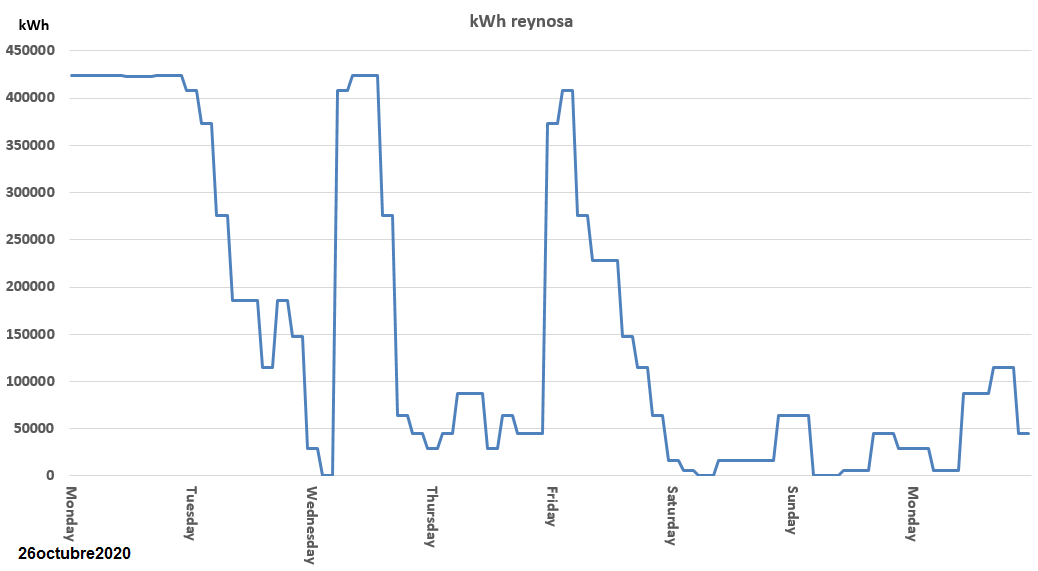 kWh reynosa
kWh
450000
400000
350000
300000
250000
200000
150000
100000
50000
0
Monday
Tuesday
Wednesday
Thursday
Friday
Saturday
Sunday
Monday
26octubre2020